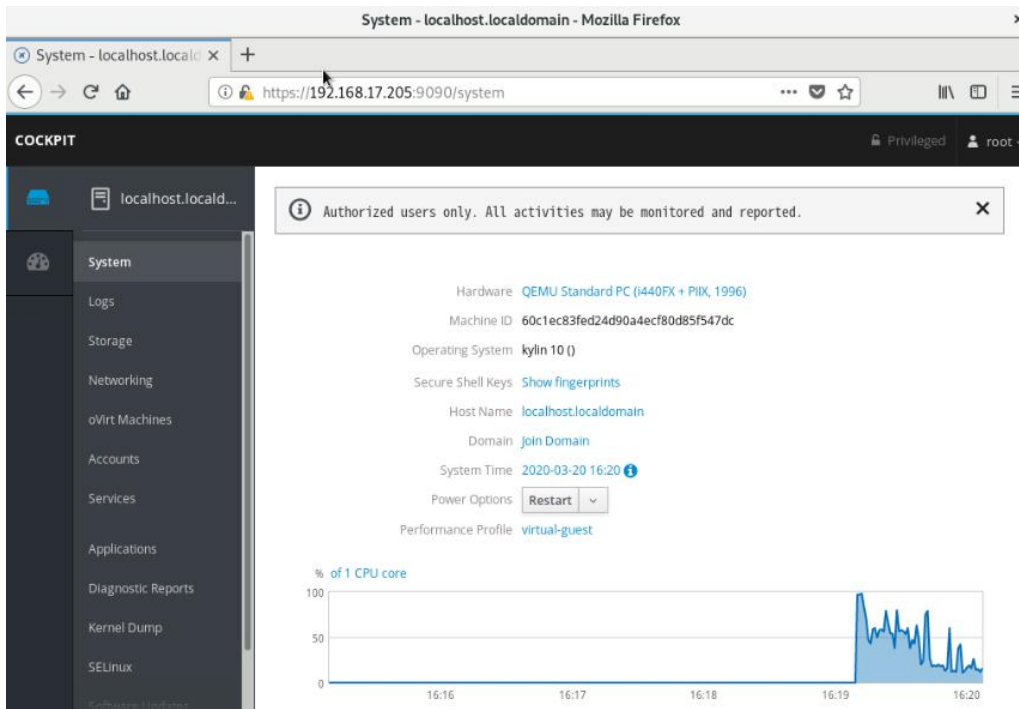 System - localhost.localdomain - Mozilla Firefox
System - localhost.locald
https://192.168.17.205:9090/system
COCKPIT
Privileged
root
localhost.locald...
Authorized users only. All activities may be monitored and reported.
System
Logs
Storage
Networking
oVirt Machines
Accounts
Services
Applications
Diagnostic Reports
Kernel Dump
SELinux
Software Updates
Hardware QEMU Standard PC (i440FX + PIIX, 1996)
Machine ID 60c1ec83fed24d90a4ecf80d85f547dc
Operating System kylin 10 ()
Secure Shell Keys Show fingerprints
Host Name localhost.localdomain
Domain Join Domain
System Time 2020-03-20 16:20
Power Options Restart
Performance Profile virtual-guest
% of 1 CPU core
100
50
0
16:16 16:17 16:18 16:19 16:20